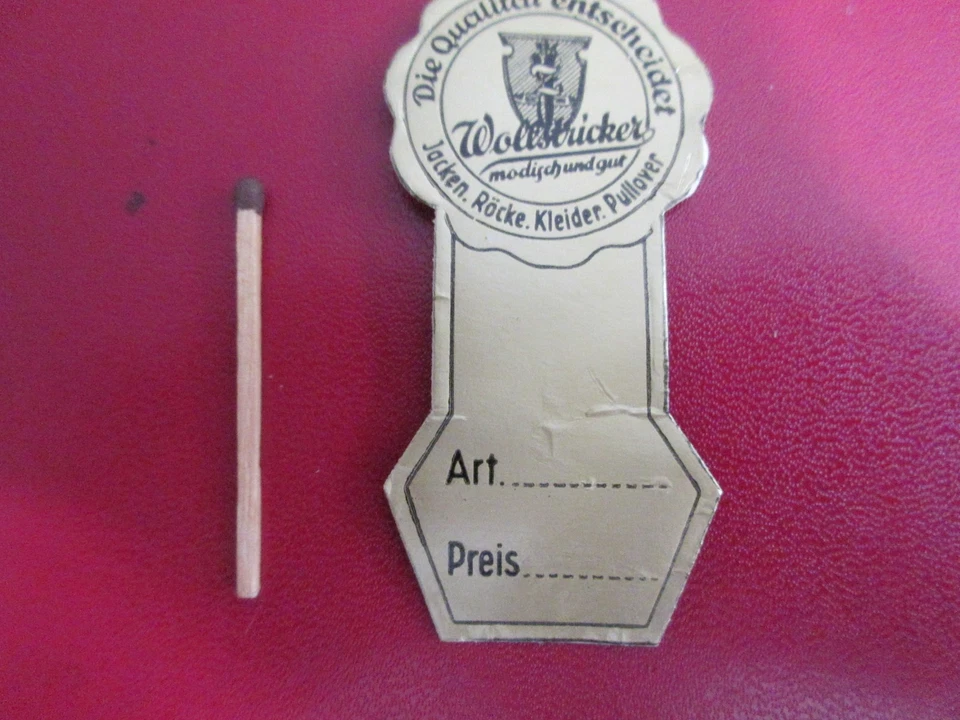 Die Qualität entscheidet
Wollstricker
modisch und gut
Jacken. Röcke. Kleider. Pullover
Art.
Preis